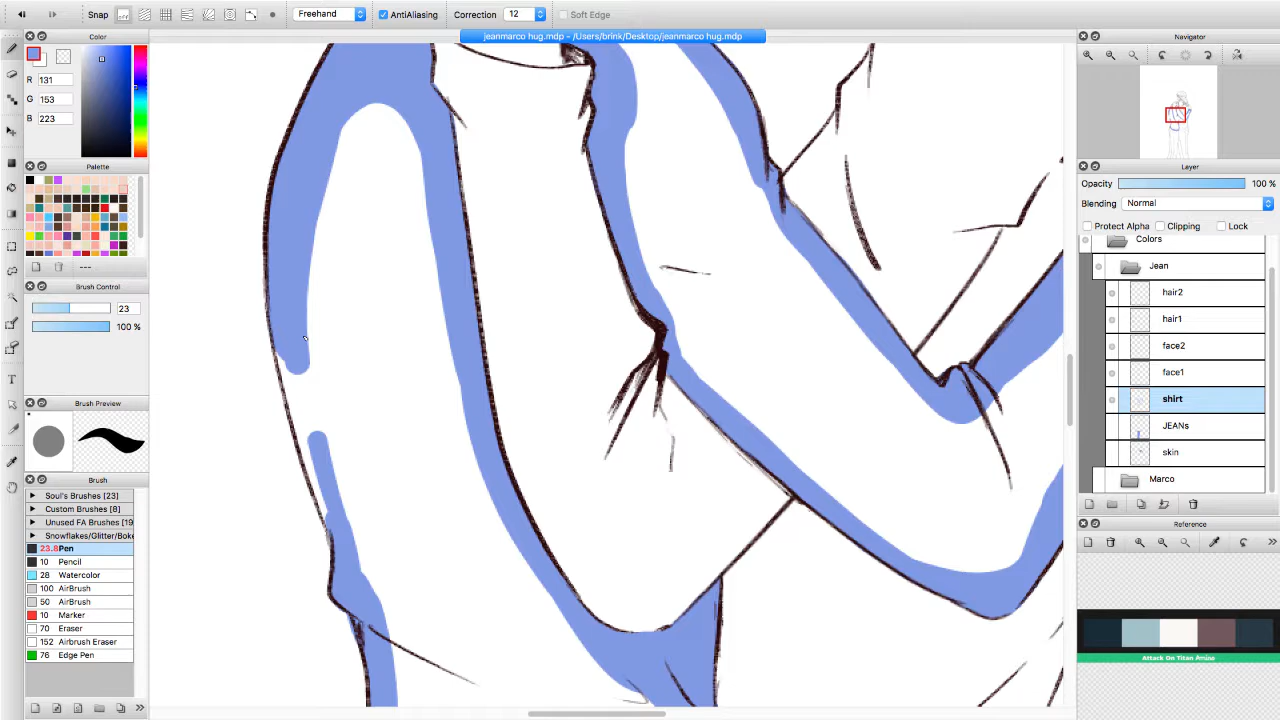 Snap off Freehand AntiAliasing Correction 12 Soft Edge
jeanmarco hug.mdp – /Users/brink/Desktop/jeanmarco hug.mdp
Color
R 131
G 153
B 223
Palette
---
Brush Control
23
100 %
Brush Preview
Brush
Soul's Brushes [23]
Custom Brushes [8]
Unused FA Brushes [19
Snowflakes/Glitter/Boke
23.8 Pen
10 Pencil
28 Watercolor
100 AirBrush
50 AirBrush
10 Marker
70 Eraser
152 Airbrush Eraser
76 Edge Pen
Navigator
Layer
Opacity 100 %
Blending Normal
Protect Alpha Clipping Lock
Colors
Jean
hair2
hair1
face2
face1
shirt
JEANs
skin
Marco
Reference
Attack On Titan Amino